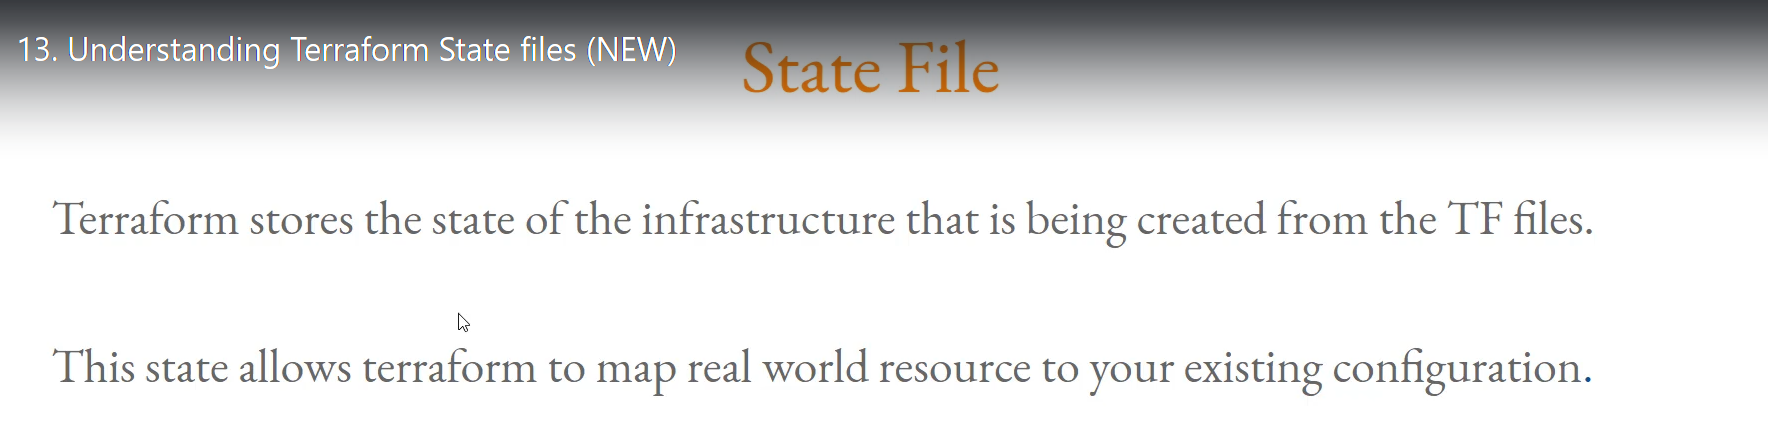 13. Understanding Terraform State files (NEW)
State File
Terraform stores the state of the infrastructure that is being created from the TF files.
This state allows terraform to map real world resource to your existing configuration.